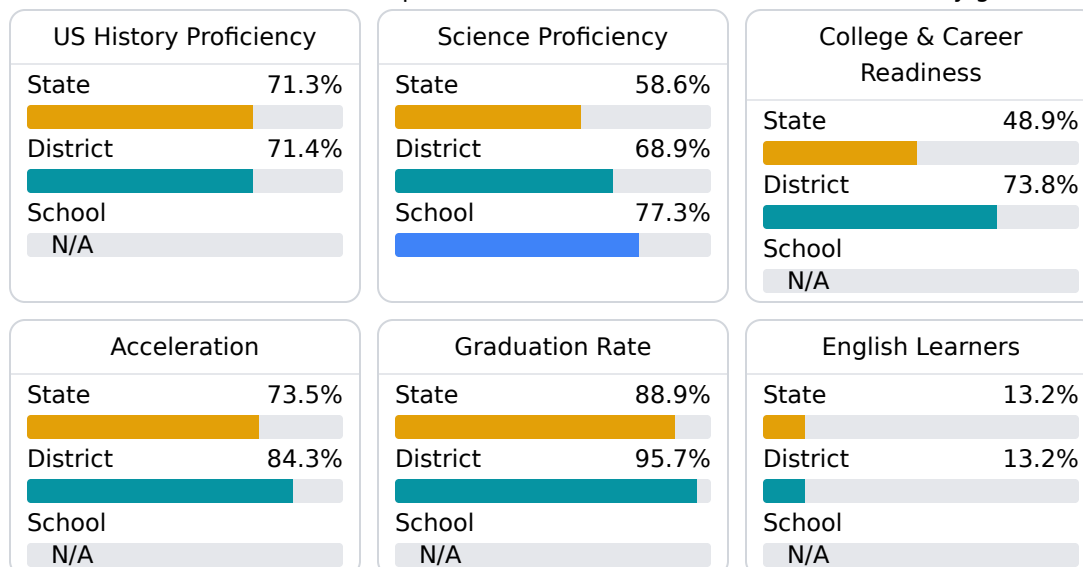 US History Proficiency
State 71.3%
District 71.4%
School
N/A
Science Proficiency
State 58.6%
District 68.9%
School 77.3%
College & Career
Readiness
State 48.9%
District 73.8%
School
N/A
Acceleration
State 73.5%
District 84.3%
School
N/A
Graduation Rate
State 88.9%
District 95.7%
School
N/A
English Learners
State 13.2%
District 13.2%
School
N/A